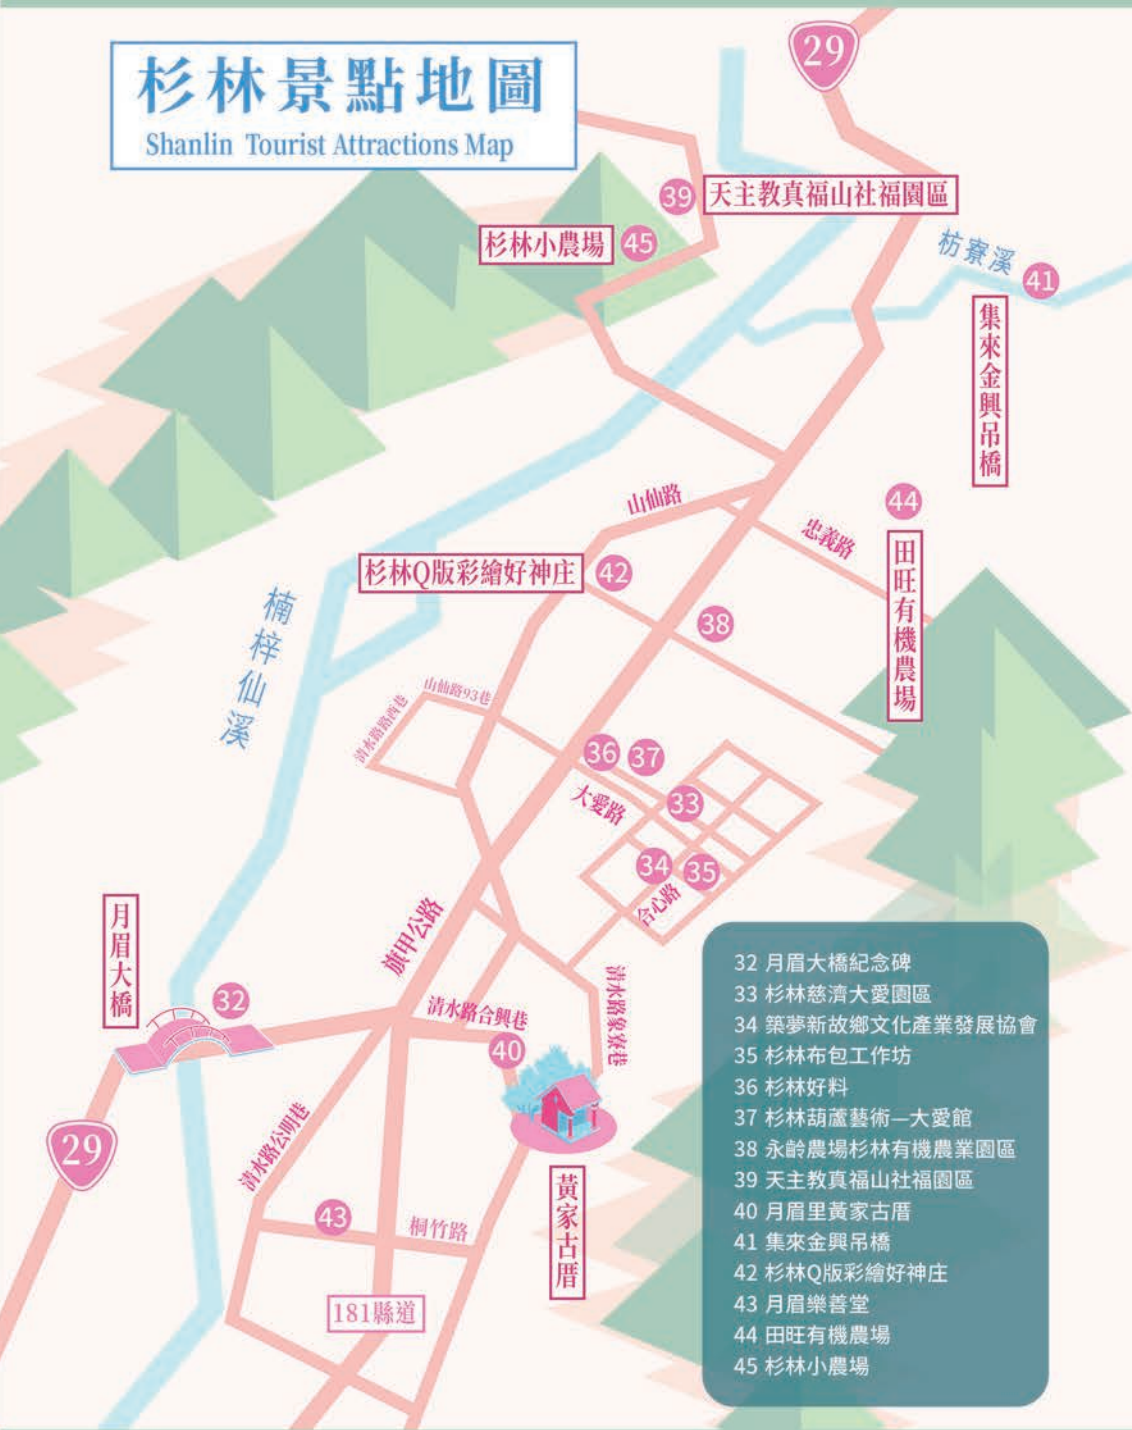 杉林景點地圖
Shanlin Tourist Attractions Map
29
39 天主教真福山社福園區
杉林小農場 45
枋寮溪
41
集來金興吊橋
山仙路
44
忠義路
田旺有機農場
杉林Q版彩繪好神庄 42
38
楠梓仙溪
山仙路93巷
清水路路西巷
36 37
大愛路
33
34 35
合心路
月眉大橋
旗甲公路
32
清水路合興巷
清水路象寮巷
40
清水路公明巷
29
黃家古厝
43
桐竹路
181縣道
32 月眉大橋紀念碑
33 杉林慈濟大愛園區
34 築夢新故鄉文化產業發展協會
35 杉林布包工作坊
36 杉林好料
37 杉林葫蘆藝術—大愛館
38 永齡農場杉林有機農業園區
39 天主教真福山社福園區
40 月眉里黃家古厝
41 集來金興吊橋
42 杉林Q版彩繪好神庄
43 月眉樂善堂
44 田旺有機農場
45 杉林小農場